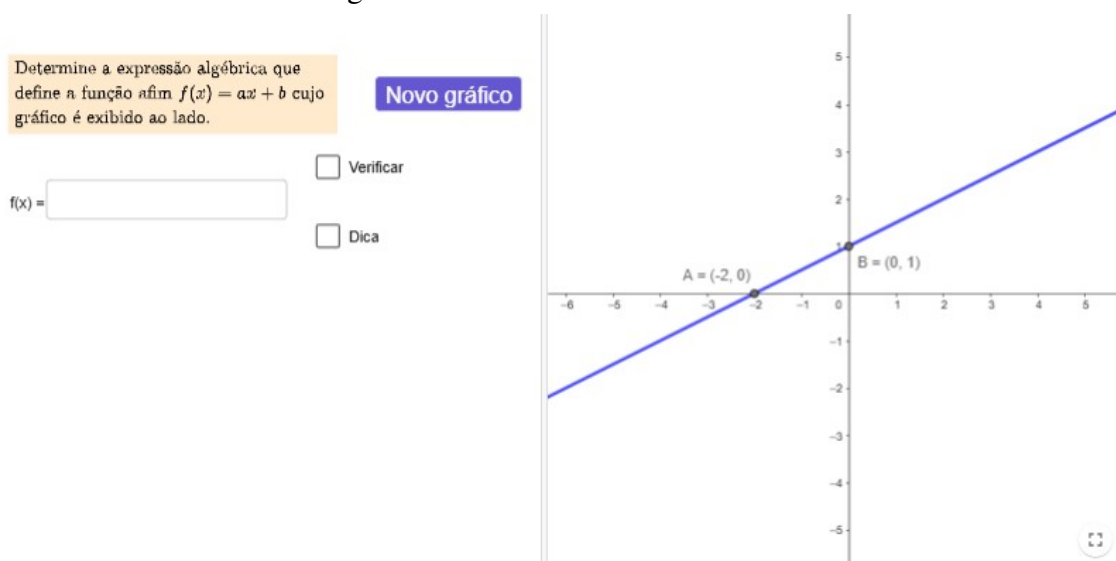 Determine a expressão algébrica que
define a função afim f(x) = ax + b cujo
gráfico é exibido ao lado.
Novo gráfico
Verificar
f(x) =
Dica
5
4
3
2
1
B = (0, 1)
A = (-2, 0)
-6 -5 -4 -3 -2 -1 0 1 2 3 4 5
-1
-2
-3
-4
-5